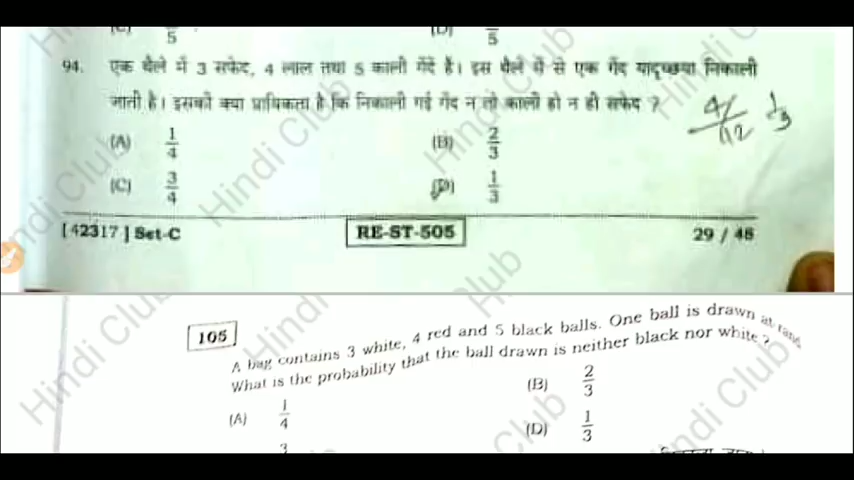 (C) 5 (D) 5
94. एक थैले में 3 सफेद, 4 लाल तथा 5 काली गेंदें हैं। इस थैले में से एक गेंद यादृच्छया निकाली
जाती है। इसकी क्या प्रायिकता है कि निकाली गई गेंद न तो काली हो न ही सफेद ?
4/12 1/3
(A) 1/4 (B) 2/3
(C) 3/4 (D) 1/3
[ 42317 ] Set-C RE-ST-505 29 / 48
105
A bag contains 3 white, 4 red and 5 black balls. One ball is drawn at
What is the probability that the ball drawn is neither black nor white ?
(A) 1/4 (B) 2/3
3 (D) 1/3
Hindi Club